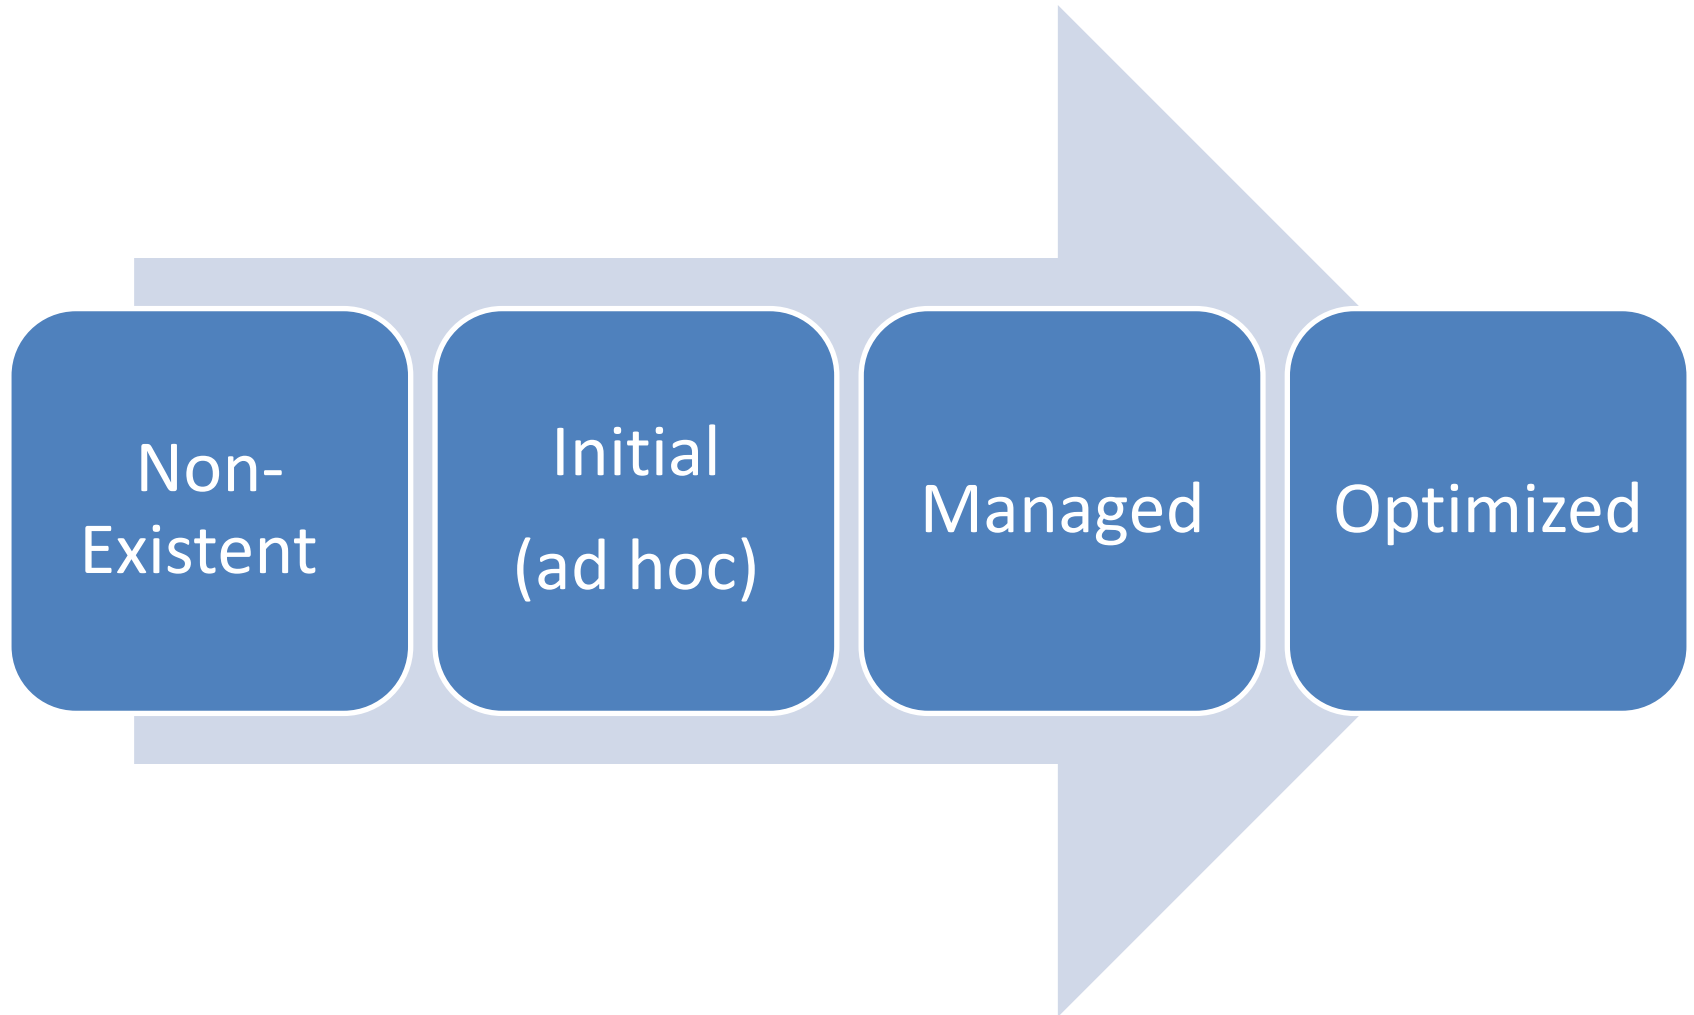 Non-
Existent
Initial
(ad hoc)
Managed
Optimized